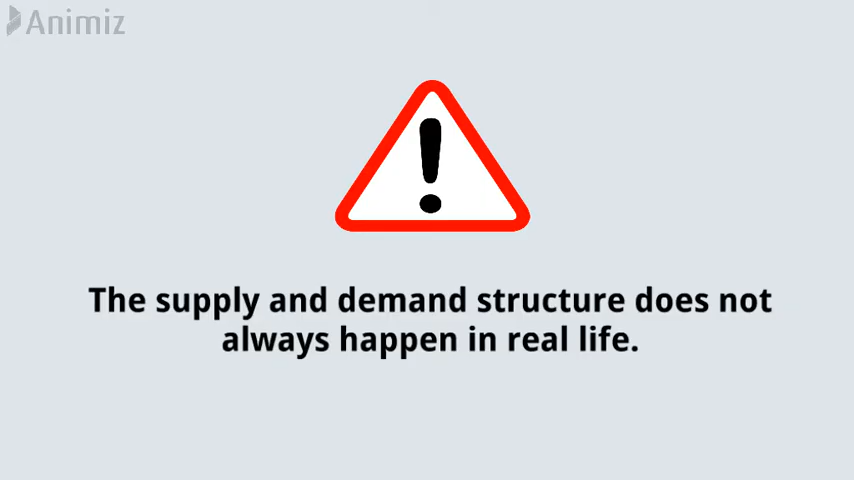 Animiz
The supply and demand structure does not
always happen in real life.